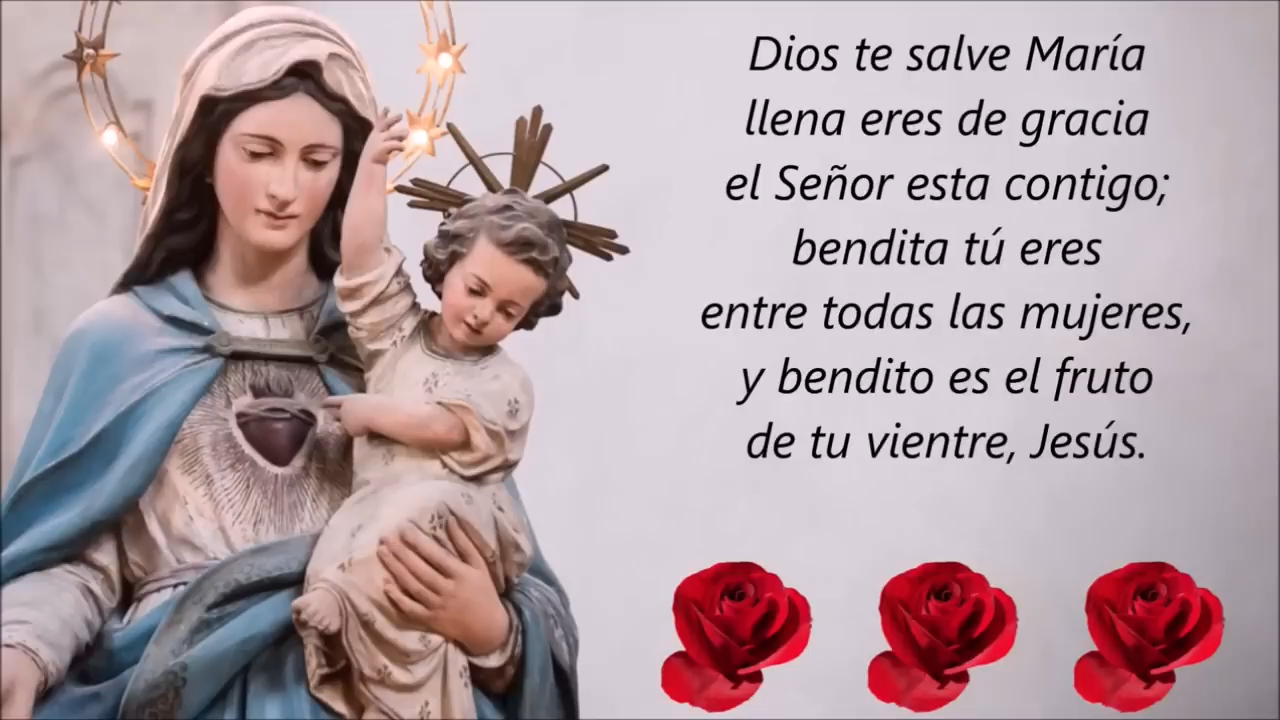 Dios te salve María
llena eres de gracia
el Señor esta contigo;
bendita tú eres
entre todas las mujeres,
y bendito es el fruto
de tu vientre, Jesús.